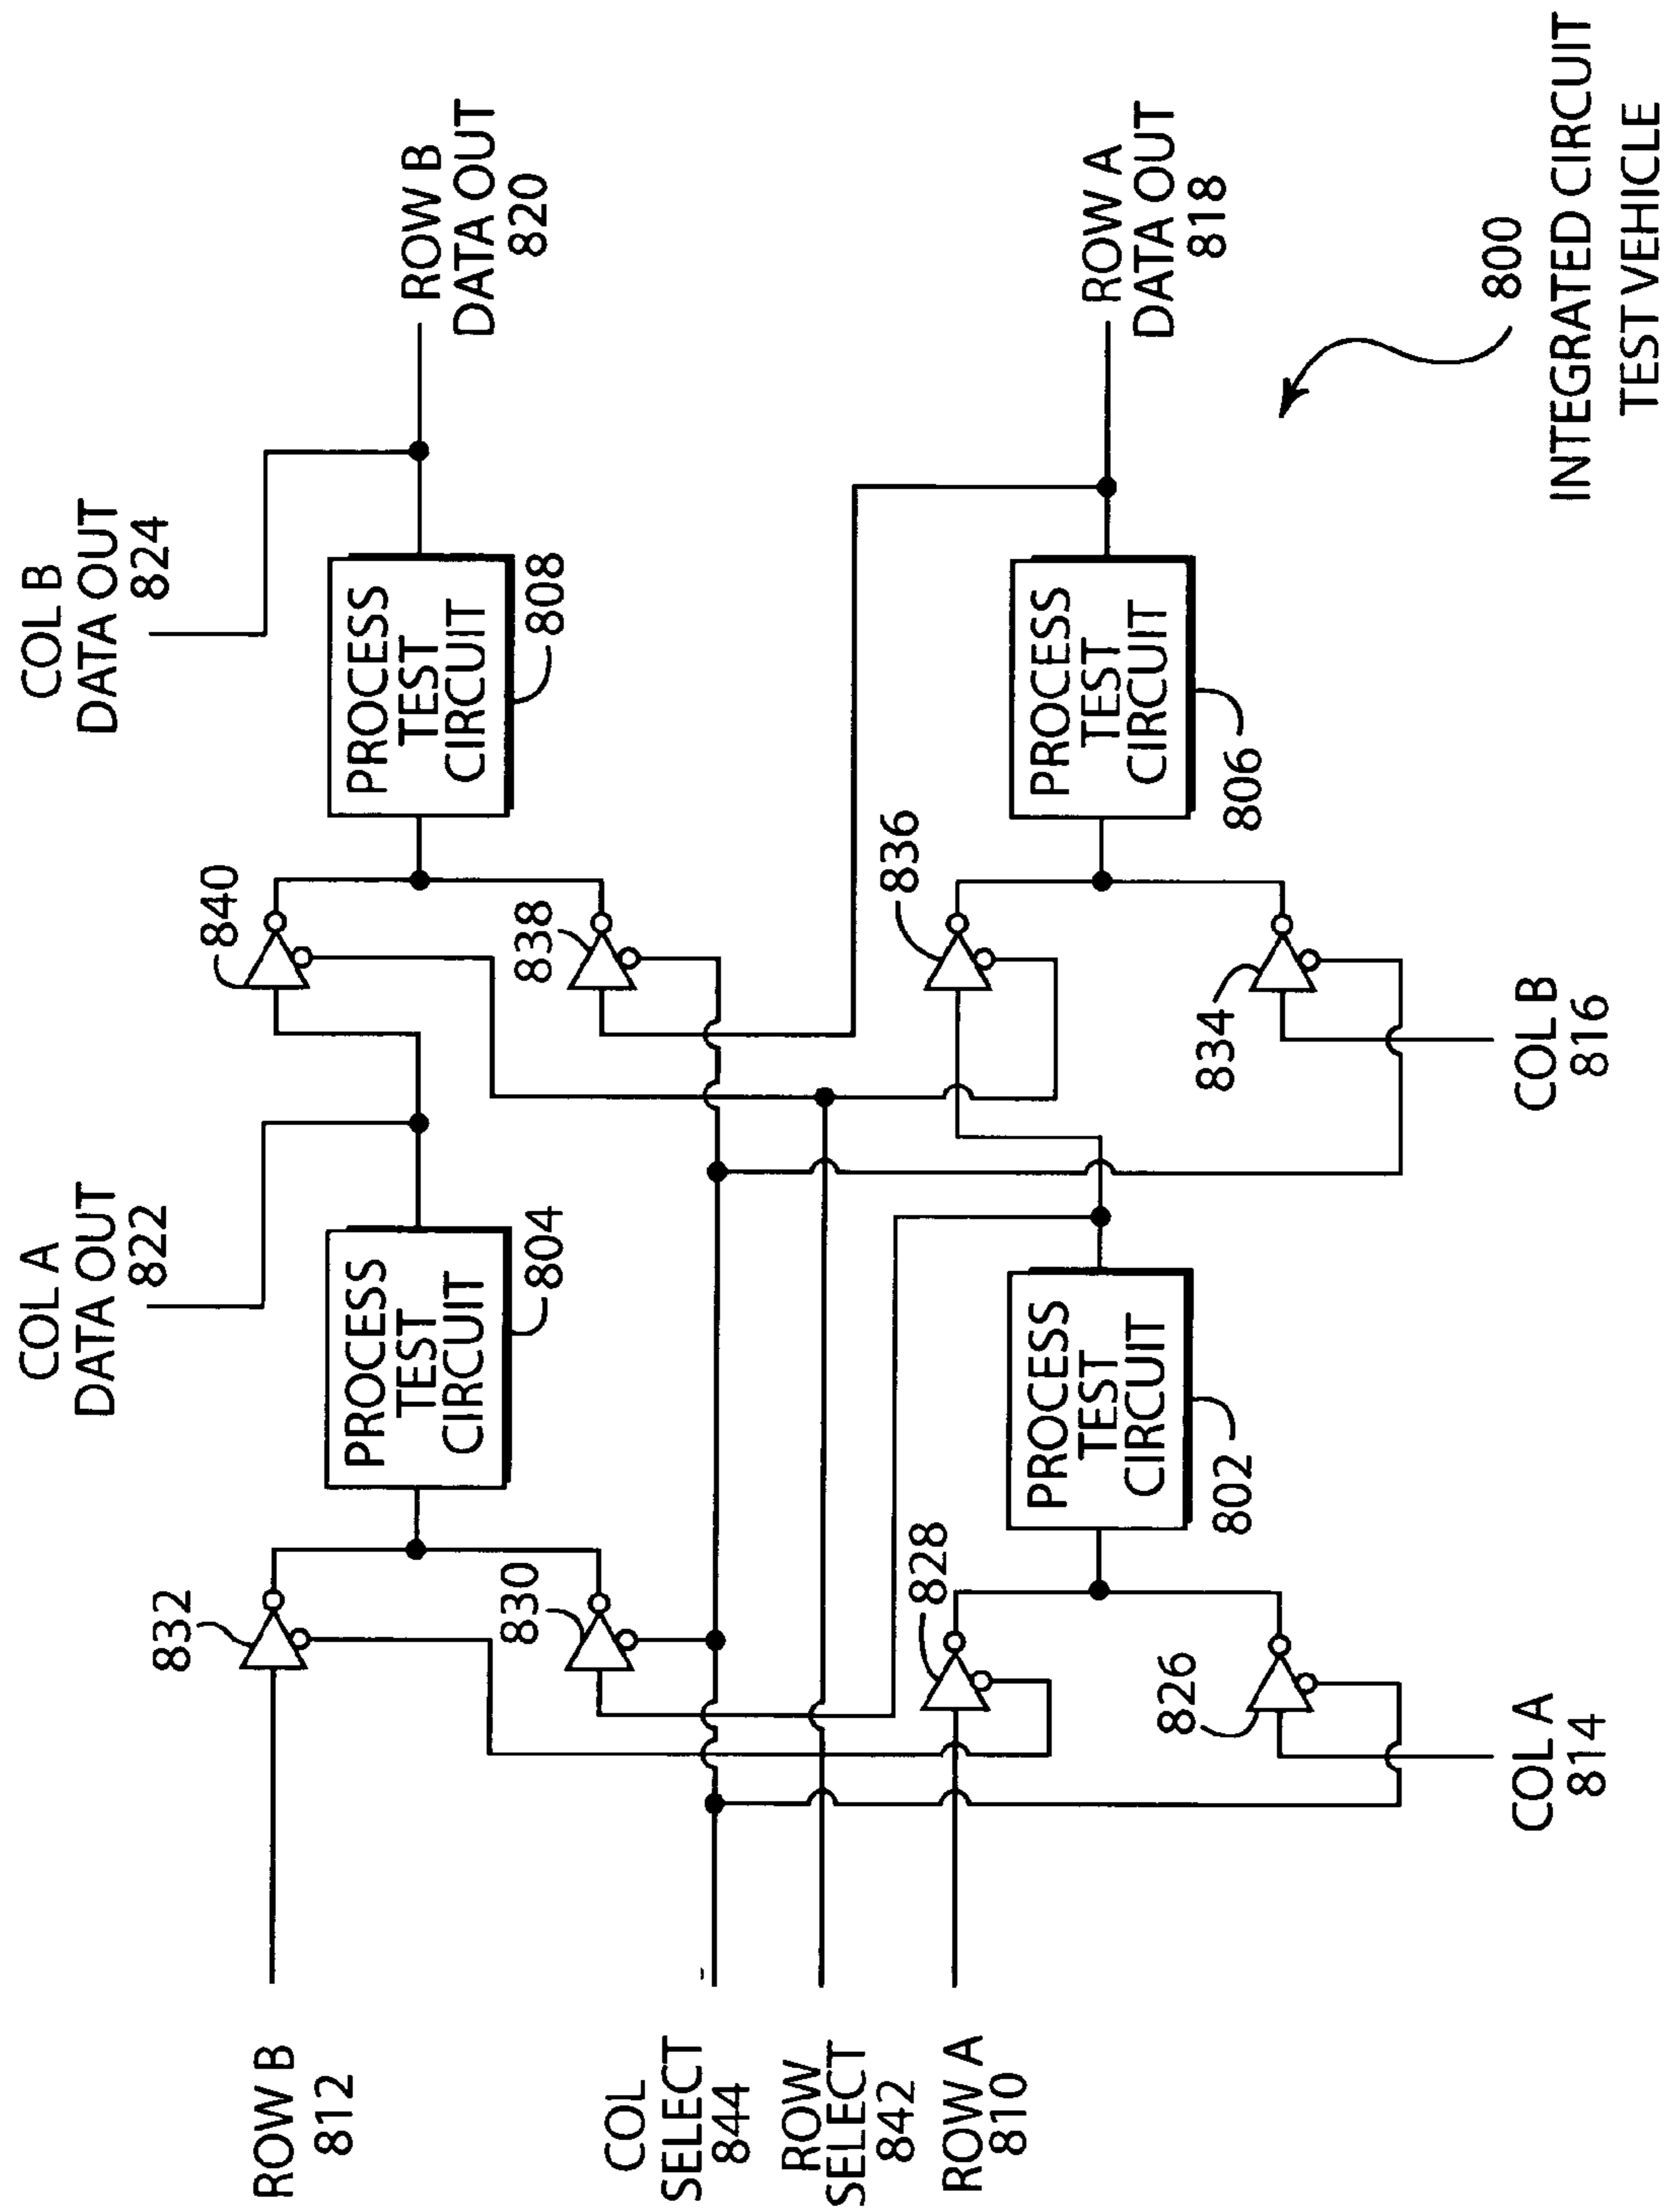 COL A
DATA OUT
822
COL B
DATA OUT
824
832
840
ROW B
812
PROCESS
TEST
CIRCUIT
804
PROCESS
TEST
CIRCUIT
808
ROW B
DATA OUT
820
830
838
COL
SELECT
844
ROW
SELECT
842
ROW A
810
828
836
PROCESS
TEST
CIRCUIT
802
PROCESS
TEST
CIRCUIT
806
ROW A
DATA OUT
818
826
834
COL A
814
COL B
816
800
INTEGRATED CIRCUIT
TEST VEHICLE